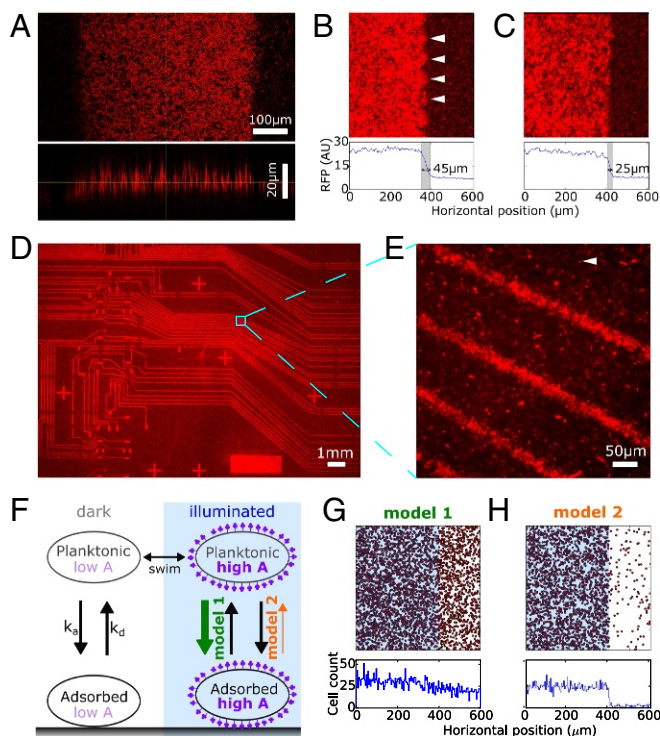 A
B
C
100µm
20µm
RFP (AU)
30
15
0
45µm
25µm
0 200 400 600
0 200 400 600
Horizontal position (µm)
D
E
1mm
50µm
F
dark
illuminated
Planktonic
low A
swim
Planktonic
high A
ka
kd
model 1
model 2
Adsorbed
low A
Adsorbed
high A
G
model 1
H
model 2
Cell count
50
25
0
0 200 400 600
0 200 400 600
Horizontal position (µm)